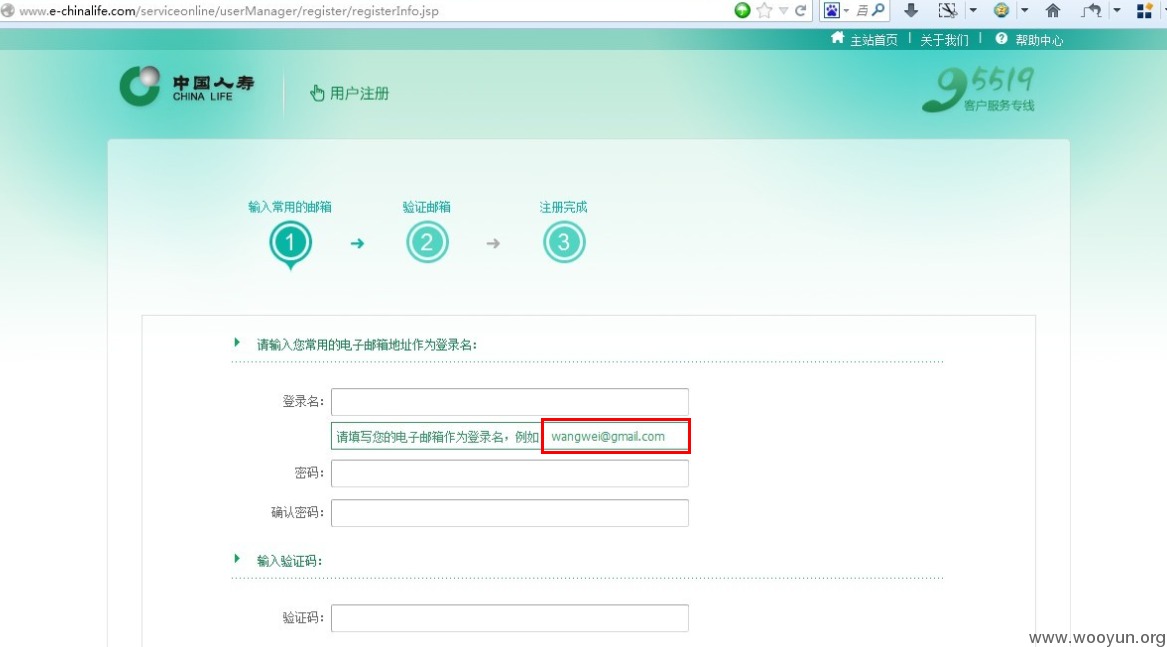 www.e-chinalife.com/serviceonline/userManager/register/registerInfo.jsp
百
主站首页 | 关于我们 | 帮助中心
中国人寿
CHINA LIFE
用户注册
95519
客户服务专线
输入常用的邮箱 验证邮箱 注册完成
1 2 3
请输入您常用的电子邮箱地址作为登录名:
登录名:
请填写您的电子邮箱作为登录名，例如 wangwei@gmail.com
密码:
确认密码:
输入验证码:
验证码:
www.wooyun.org